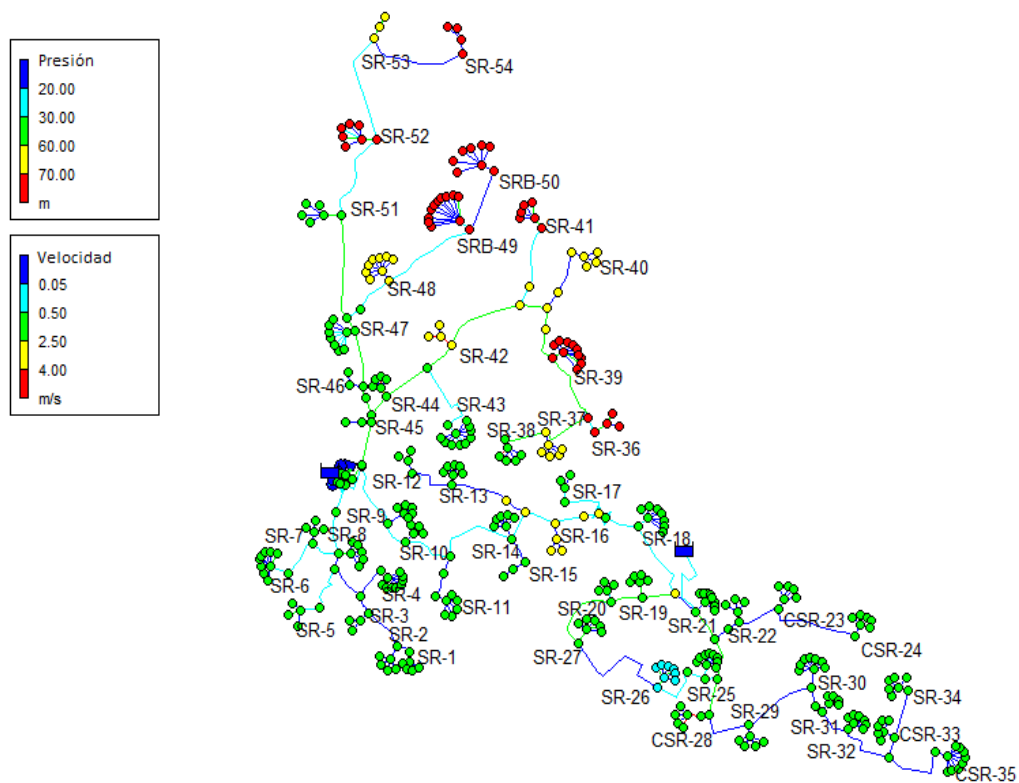 Presión
20.00
30.00
60.00
70.00
m
Velocidad
0.05
0.50
2.50
4.00
m/s
SR-53
SR-54
SR-52
SRB-50
SR-51
SR-41
SRB-49
SR-40
SR-48
SR-47
SR-42
SR-39
SR-46
SR-44
SR-43
SR-37
SR-45
SR-38
SR-36
SR-12
SR-13
SR-17
SR-9
SR-7
SR-8
SR-16
SR-18
SR-10
SR-14
SR-6
SR-15
SR-4
SR-11
SR-5
SR-3
SR-20
SR-19
SR-21
SR-22
CSR-23
SR-2
SR-1
SR-27
CSR-24
SR-26
SR-25
SR-30
SR-34
SR-29
SR-31
CSR-28
CSR-33
SR-32
CSR-35